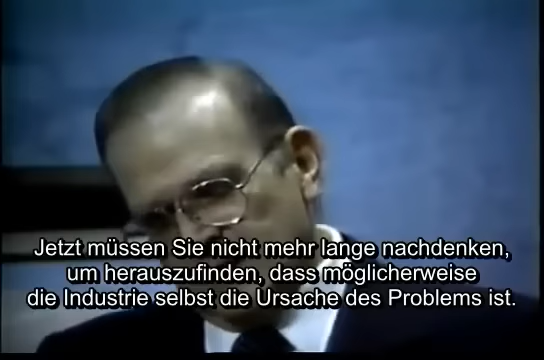 Jetzt müssen Sie nicht mehr lange nachdenken,
um herauszufinden, dass möglicherweise
die Industrie selbst die Ursache des Problems ist.